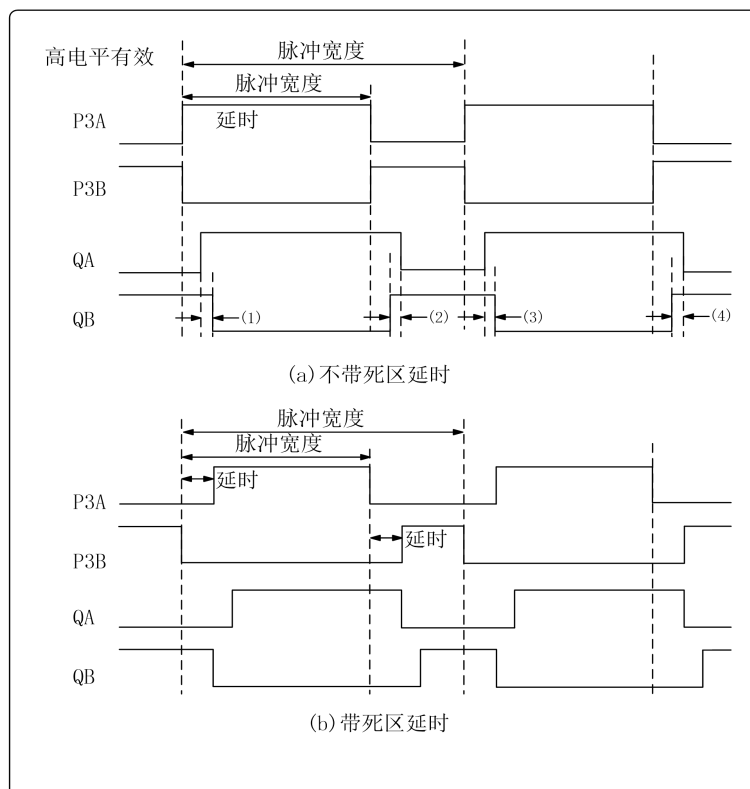 高电平有效
脉冲宽度
脉冲宽度
P3A
延时
P3B
QA
QB
(1)
(2)
(3)
(4)
(a)不带死区延时
脉冲宽度
脉冲宽度
延时
P3A
延时
P3B
QA
QB
(b)带死区延时